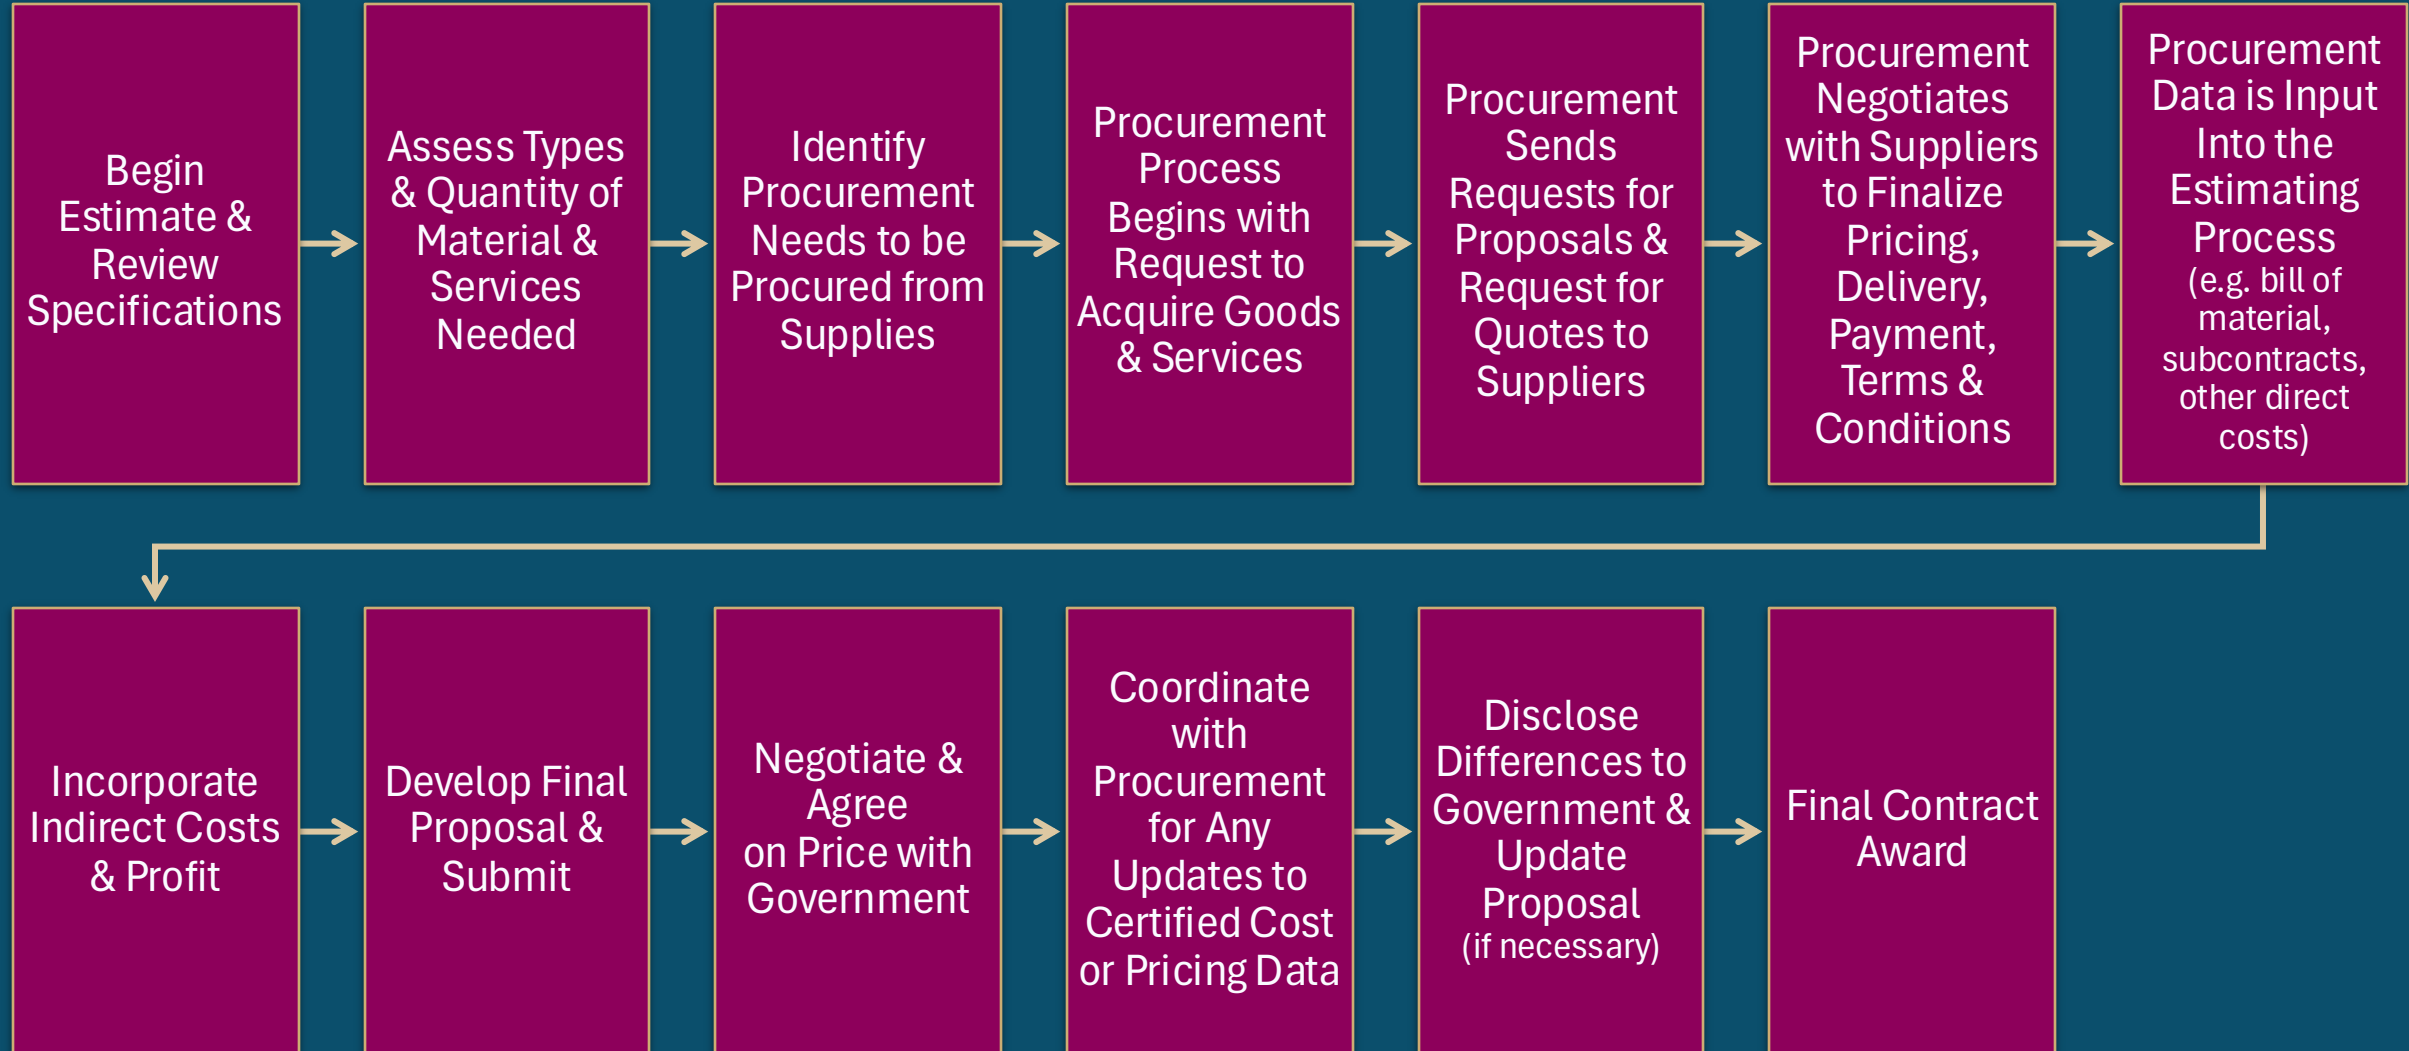 Begin
Estimate &
Review
Specifications
Assess Types
& Quantity of
Material &
Services
Needed
Identify
Procurement
Needs to be
Procured from
Supplies
Procurement
Process
Begins with
Request to
Acquire Goods
& Services
Procurement
Sends
Requests for
Proposals &
Request for
Quotes to
Suppliers
Procurement
Negotiates
with Suppliers
to Finalize
Pricing,
Delivery,
Payment,
Terms &
Conditions
Procurement
Data is Input
Into the
Estimating
Process
(e.g. bill of
material,
subcontracts,
other direct
costs)
Incorporate
Indirect Costs
& Profit
Develop Final
Proposal &
Submit
Negotiate &
Agree
on Price with
Government
Coordinate
with
Procurement
for Any
Updates to
Certified Cost
or Pricing Data
Disclose
Differences to
Government &
Update
Proposal
(if necessary)
Final Contract
Award